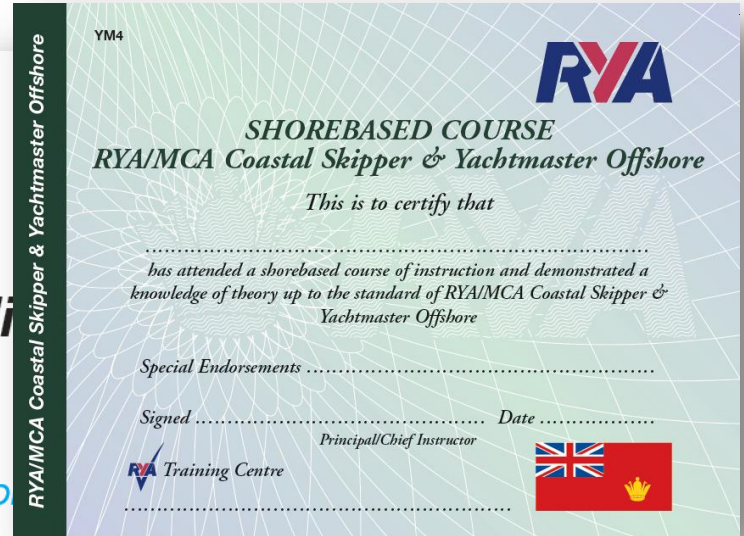 RYA/MCA Coastal Skipper & Yachtmaster Offshore
YM4
RYA
SHOREBASED COURSE
RYA/MCA Coastal Skipper & Yachtmaster Offshore
This is to certify that
......................................................................
has attended a shorebased course of instruction and demonstrated a
knowledge of theory up to the standard of RYA/MCA Coastal Skipper &
Yachtmaster Offshore
Special Endorsements ................................................
Signed ........................................ Date ..................
Principal/Chief Instructor
RYA Training Centre
......................................................